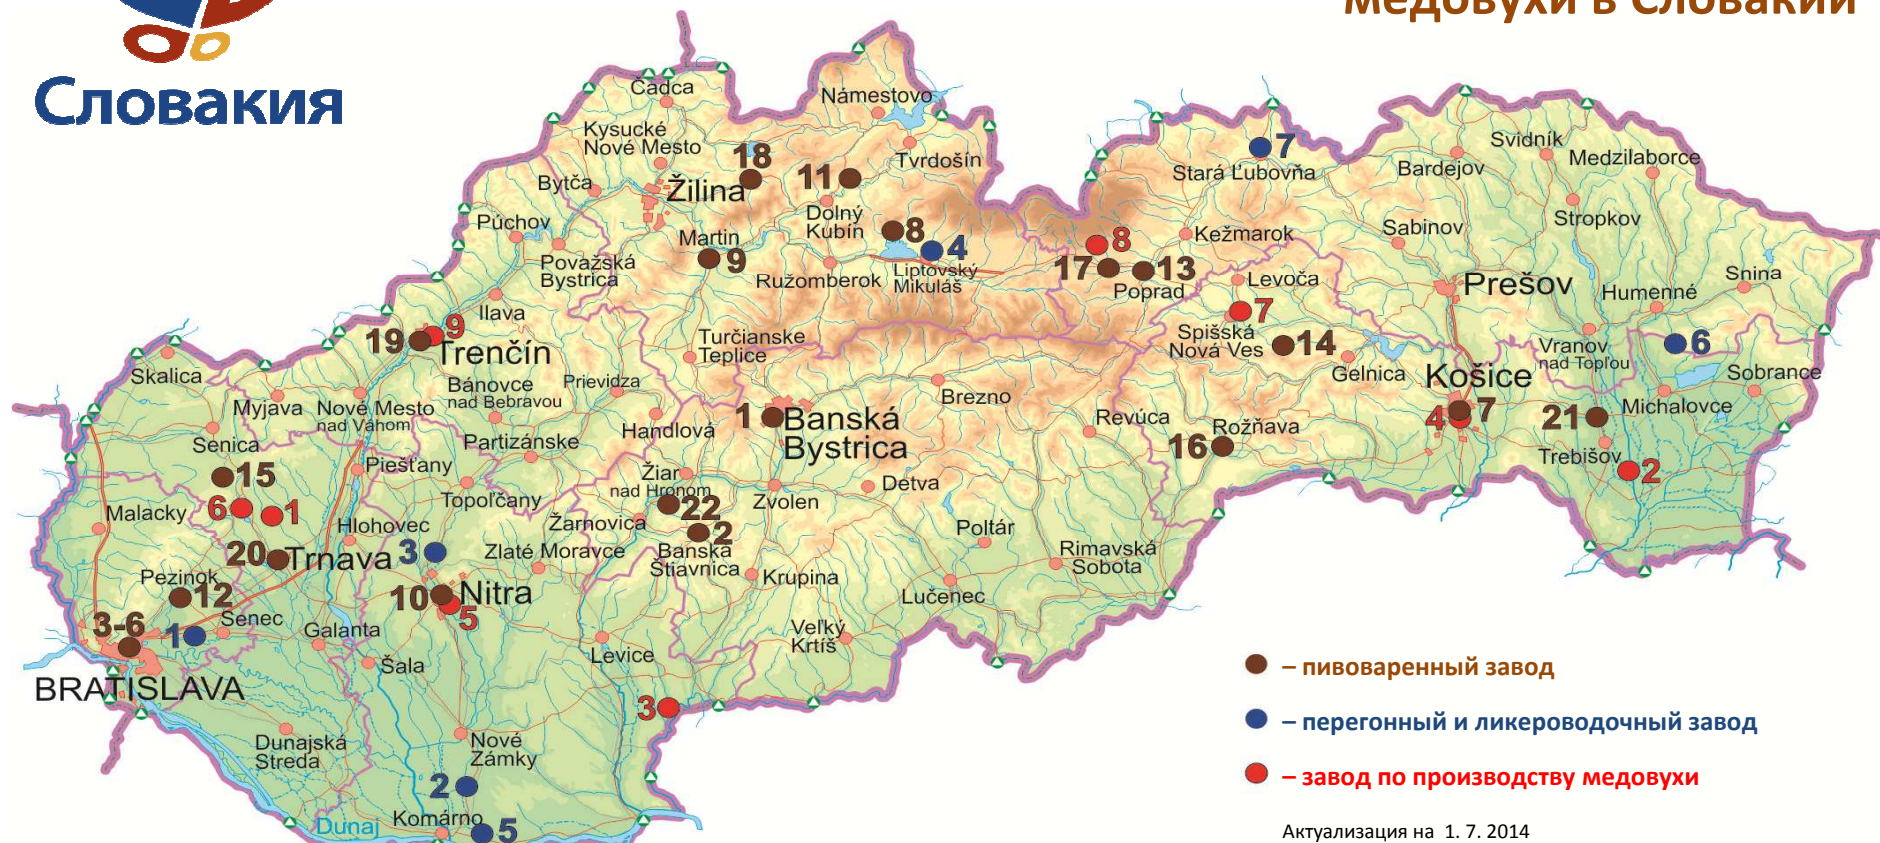 медовухи в Словакии
Словакия
Čadca
Námestovo
Kysucké
Nové Mesto
18
11
Tvrdošín
7
Stará Ľubovňa
Svidník
Bardejov
Medzilaborce
Bytča
Žilina
Dolný
Kubín
Stropkov
Púchov
Martin
9
8
4
8
Kežmarok
Sabinov
Považská
Bystrica
Ružomberok
Liptovský
Mikuláš
17
13
Poprad
Levoča
Prešov
Snina
Humenné
Ilava
7
19
9
Trenčín
Turčianske
Teplice
Spišská
Nová Ves
14
Vranov
nad Topľou
6
Skalica
Bánovce
nad Bebravou
Prievidza
Gelnica
Košice
Sobrance
Myjava
Nové Mesto
nad Váhom
Brezno
Michalovce
1
Banská
Bystrica
Revúca
4
7
21
Senica
Partizánske
Handlová
16
Rožňava
Trebišov
2
15
Piešťany
Žiar
nad Hronom
Detva
6
1
Topoľčany
22
Zvolen
Malacky
Hlohovec
Žarnovica
2
Poltár
20
Trnava
3
Zlaté Moravce
Banská
Štiavnica
Rimavská
Sobota
Pezinok
12
10
Nitra
5
Krupina
Lučenec
3-6
1
Senec
Galanta
Veľký
Krtíš
Levice
Šala
BRATISLAVA
3
Dunajská
Streda
Nové
Zámky
2
Dunaj
Komárno
5
– пивоваренный завод
– перегонный и ликероводочный завод
– завод по производству медовухи
Актуализация на 1. 7. 2014